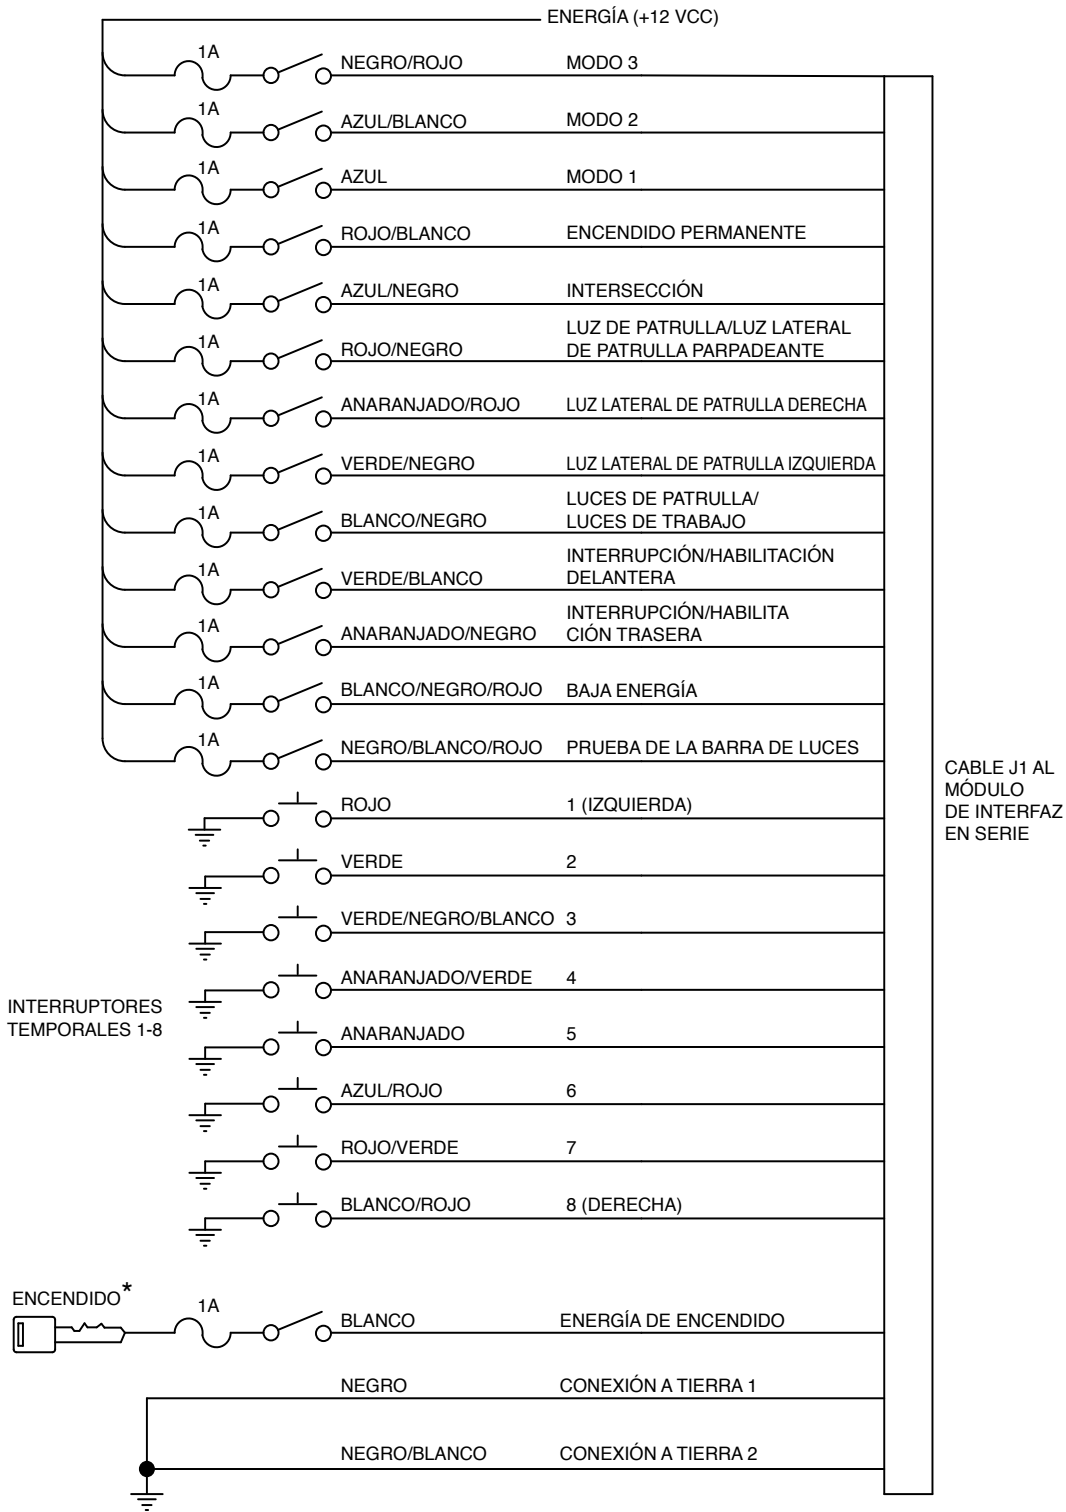 ENERGÍA (+12 VCC)
1A NEGRO/ROJO MODO 3
1A AZUL/BLANCO MODO 2
1A AZUL MODO 1
1A ROJO/BLANCO ENCENDIDO PERMANENTE
1A AZUL/NEGRO INTERSECCIÓN
LUZ DE PATRULLA/LUZ LATERAL
1A ROJO/NEGRO DE PATRULLA PARPADEANTE
1A ANARANJADO/ROJO LUZ LATERAL DE PATRULLA DERECHA
1A VERDE/NEGRO LUZ LATERAL DE PATRULLA IZQUIERDA
LUCES DE PATRULLA/
1A BLANCO/NEGRO LUCES DE TRABAJO
INTERRUPCIÓN/HABILITACIÓN
1A VERDE/BLANCO DELANTERA
INTERRUPCIÓN/HABILITA
1A ANARANJADO/NEGRO CIÓN TRASERA
1A BLANCO/NEGRO/ROJO BAJA ENERGÍA
1A NEGRO/BLANCO/ROJO PRUEBA DE LA BARRA DE LUCES
CABLE J1 AL
MÓDULO
DE INTERFAZ
EN SERIE
ROJO 1 (IZQUIERDA)
VERDE 2
VERDE/NEGRO/BLANCO 3
ANARANJADO/VERDE 4
INTERRUPTORES
TEMPORALES 1-8
ANARANJADO 5
AZUL/ROJO 6
ROJO/VERDE 7
BLANCO/ROJO 8 (DERECHA)
ENCENDIDO*
1A BLANCO ENERGÍA DE ENCENDIDO
NEGRO CONEXIÓN A TIERRA 1
NEGRO/BLANCO CONEXIÓN A TIERRA 2